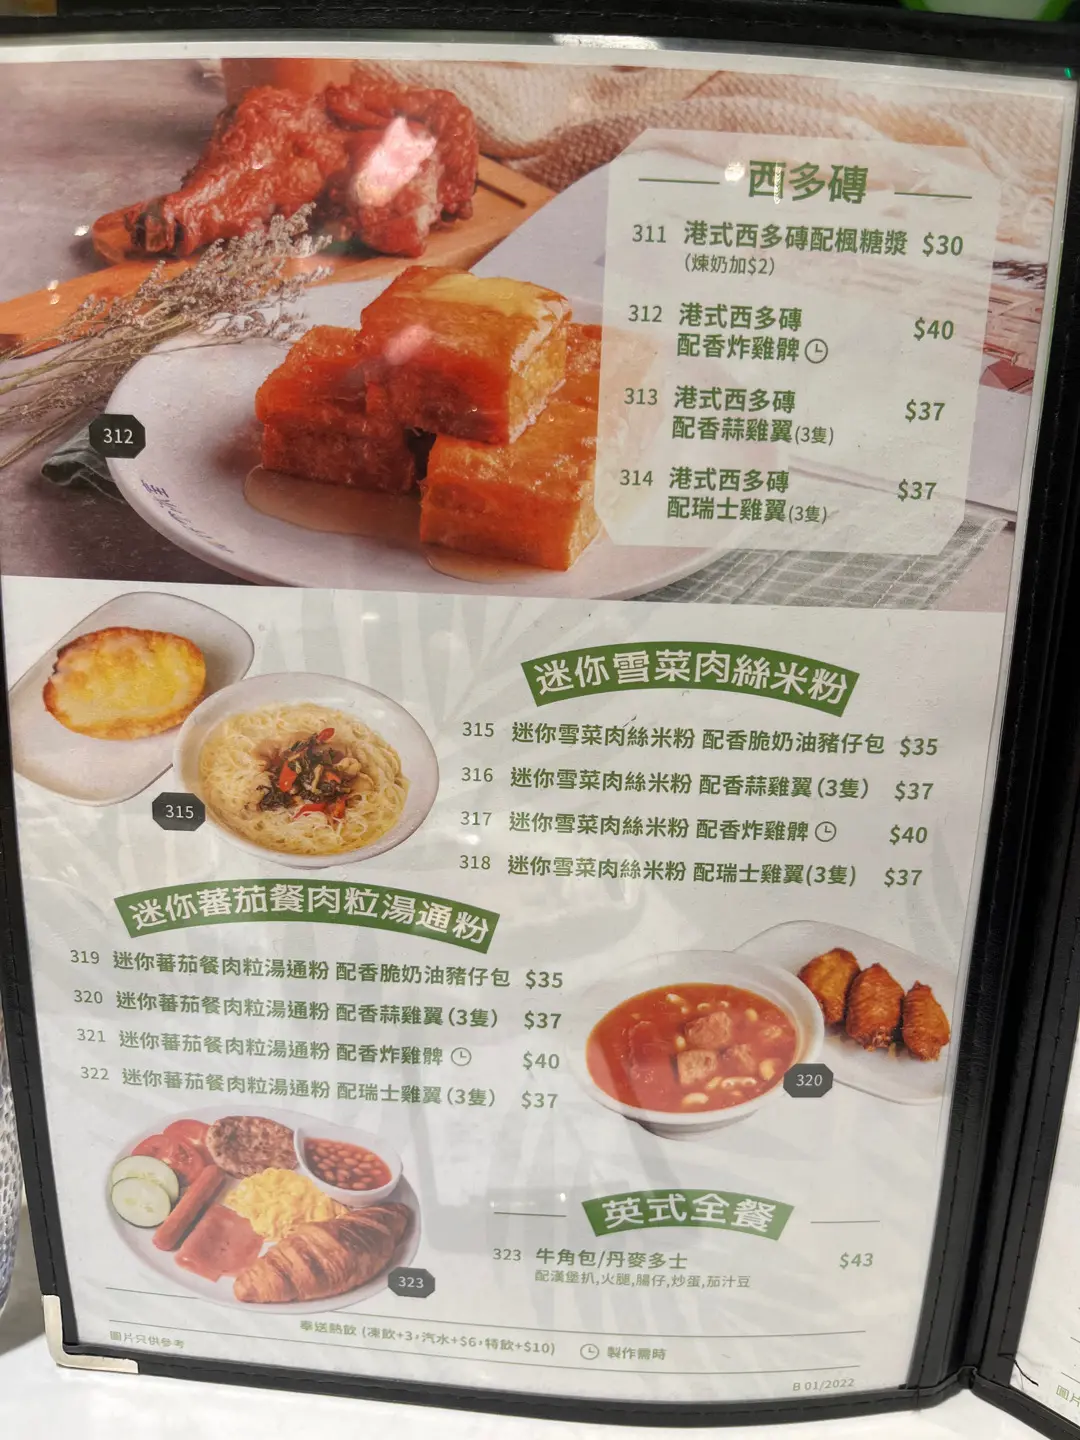 西多磚
311 港式西多磚配楓糖漿 $30
(煉奶加$2)
312 港式西多磚 $40
配香炸雞髀
313 港式西多磚 $37
配香蒜雞翼(3隻)
314 港式西多磚 $37
配瑞士雞翼(3隻)
312
迷你雪菜肉絲米粉
315 迷你雪菜肉絲米粉 配香脆奶油豬仔包 $35
316 迷你雪菜肉絲米粉 配香蒜雞翼(3隻) $37
317 迷你雪菜肉絲米粉 配香炸雞髀 $40
318 迷你雪菜肉絲米粉 配瑞士雞翼(3隻) $37
315
迷你蕃茄餐肉粒湯通粉
319 迷你蕃茄餐肉粒湯通粉 配香脆奶油豬仔包 $35
320 迷你蕃茄餐肉粒湯通粉 配香蒜雞翼(3隻) $37
321 迷你蕃茄餐肉粒湯通粉 配香炸雞髀 $40
322 迷你蕃茄餐肉粒湯通粉 配瑞士雞翼(3隻) $37
320
英式全餐
323 牛角包/丹麥多士 $43
配漢堡扒,火腿,腸仔,炒蛋,茄汁豆
323
奉送熱飲 (凍飲+3,汽水+$6,特飲+$10) 製作需時
圖片只供參考
B 01/2022